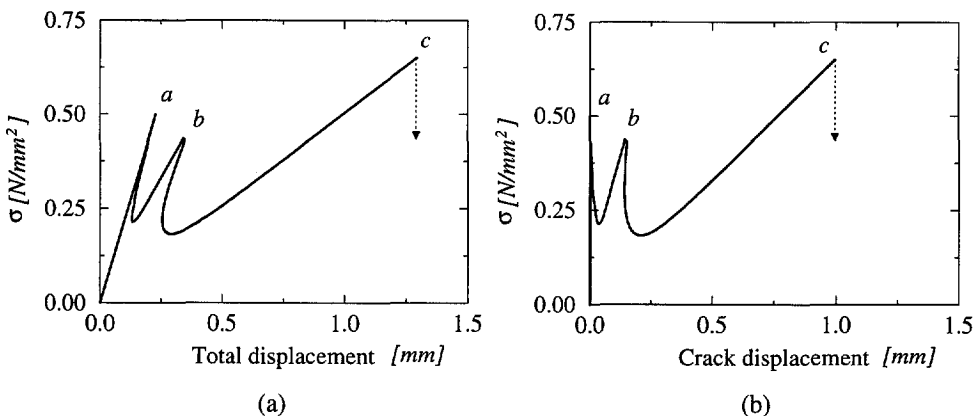 0.75
0.50
0.25
0.00
σ [N/mm²]
a
b
c
0.0
0.5
1.0
1.5
Total displacement [mm]
(a)
0.75
0.50
0.25
0.00
σ [N/mm²]
a
b
c
0.0
0.5
1.0
1.5
Crack displacement [mm]
(b)